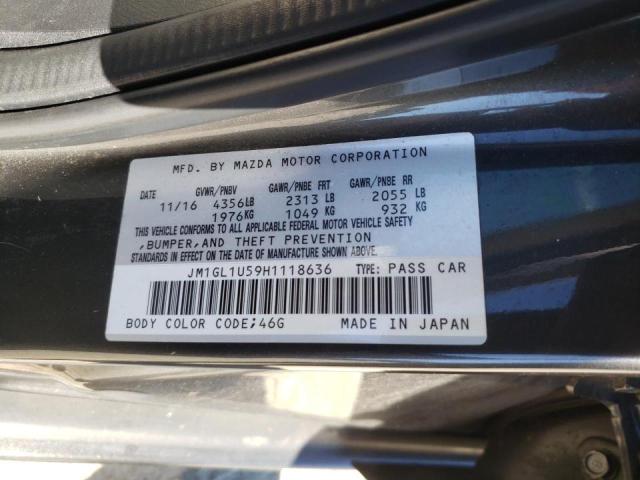 MFD. BY MAZDA MOTOR CORPORATION
DATE GVWR/PNBV GAWR/PNBE FRT GAWR/PNBE RR
11/16 4356LB 2313 LB 2055 LB
1976KG 1049 KG 932 KG
THIS VEHICLE CONFORMS TO ALL APPLICABLE FEDERAL MOTOR VEHICLE SAFETY
,BUMPER,AND THEFT PREVENTION
STANDARDS IN EFFECT ON THE DATE OF MANUFACTURE SHOWN ABOVE.
JM1GL1U59H1118636 TYPE: PASS CAR
BODY COLOR CODE;46G MADE IN JAPAN